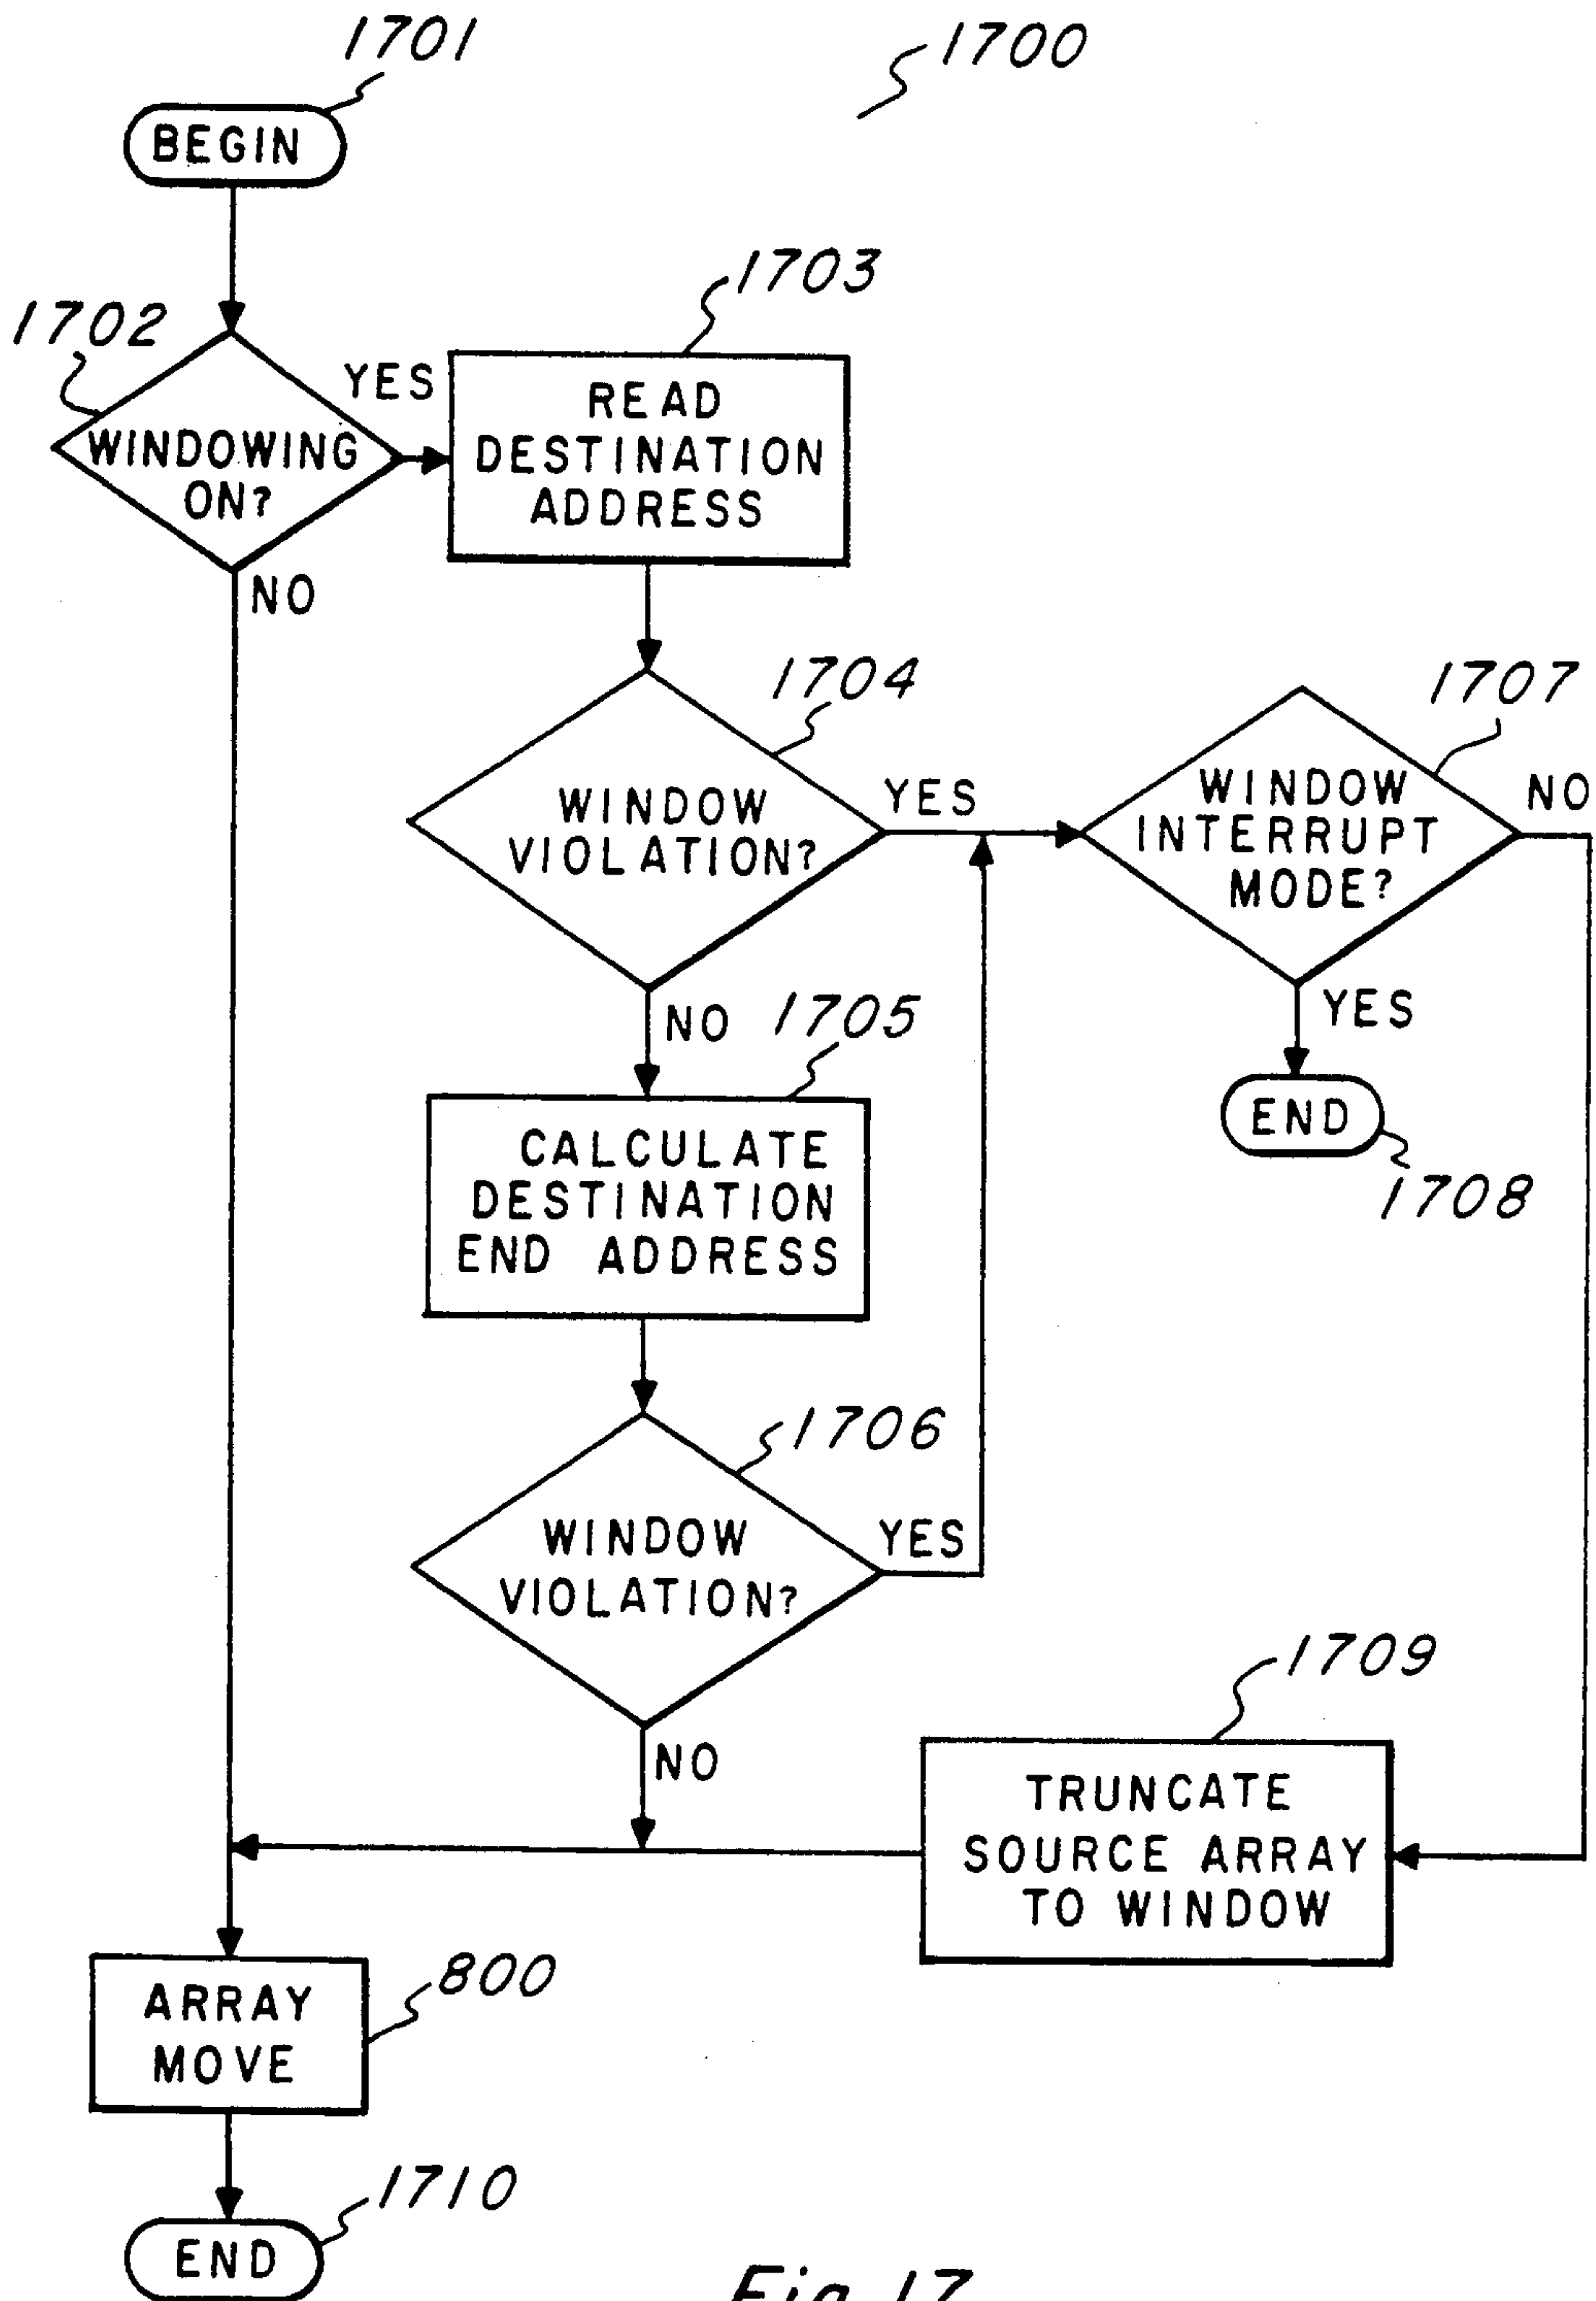 1701
1700
BEGIN
1703
1702
YES
READ
DESTINATION
ADDRESS
WINDOWING
ON?
NO
1704
1707
WINDOW
VIOLATION?
YES
WINDOW
INTERRUPT
MODE?
NO
NO
1705
YES
CALCULATE
DESTINATION
END ADDRESS
END
1708
1706
WINDOW
VIOLATION?
YES
1709
NO
TRUNCATE
SOURCE ARRAY
TO WINDOW
ARRAY
MOVE
800
1710
END
Fig. 17